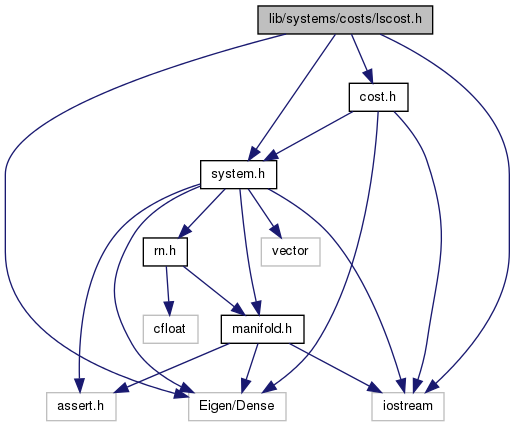 lib/systems/costs/lscost.h
cost.h
system.h
rn.h
vector
cfloat
manifold.h
assert.h
Eigen/Dense
iostream